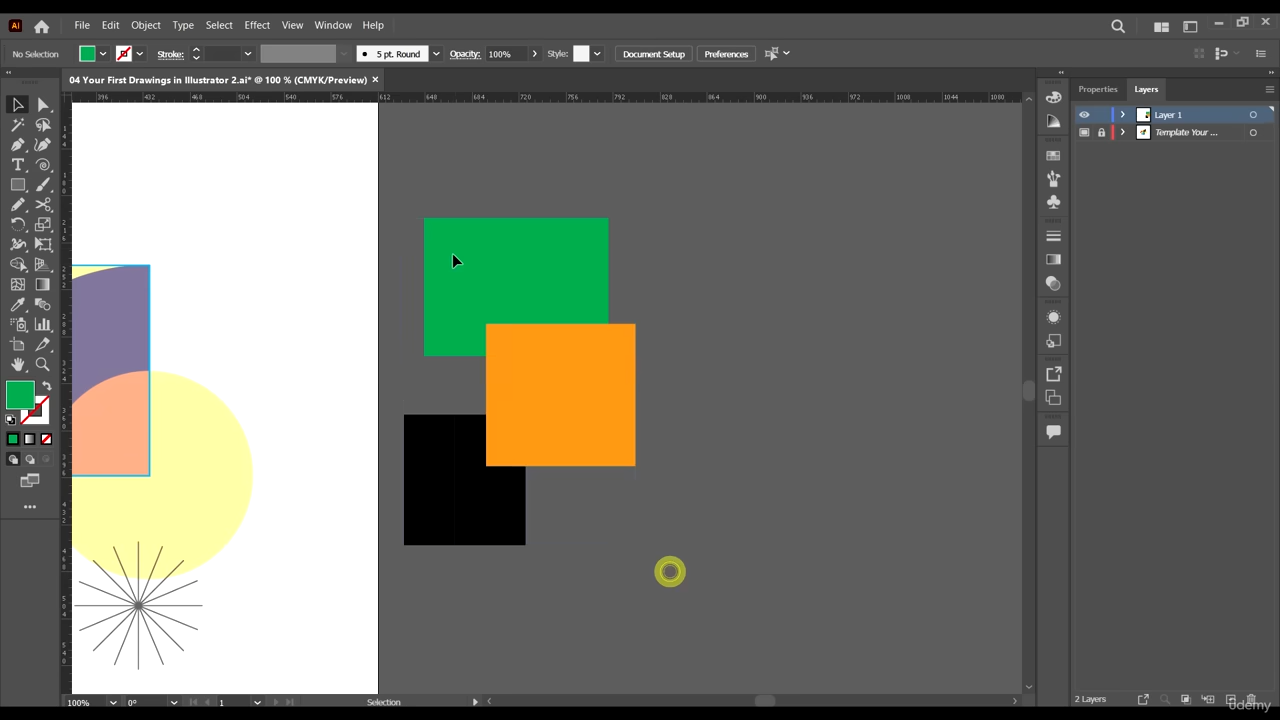 Ai File Edit Object Type Select Effect View Window Help
No Selection Stroke: 5 pt. Round Opacity: 100% Style: Document Setup Preferences
04 Your First Drawings in Illustrator 2.ai* @ 100 % (CMYK/Preview) ×
396 432 468 504 540 576 612 648 684 720 756 792 828 864 900 936 972 1008 1044 1080
Properties Layers
Layer 1
Template Your ...
T
100% 0° 1 Selection
2 Layers
ûdemy